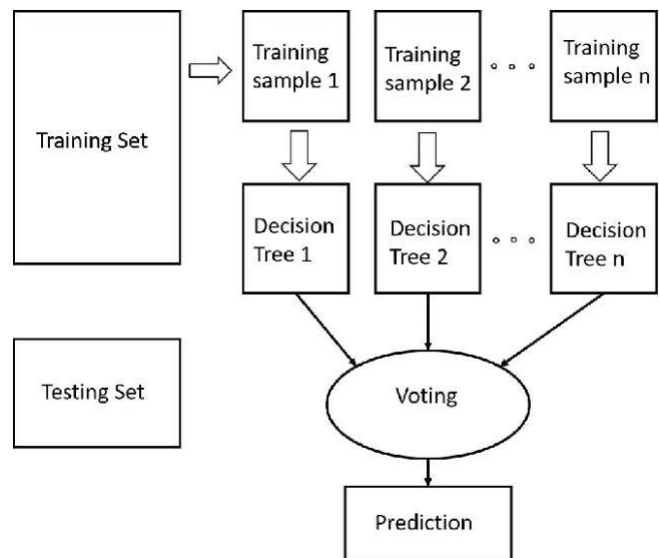 Training Set
Training
sample 1
Training
sample 2
Training
sample n
Decision
Tree 1
Decision
Tree 2
Decision
Tree n
Testing Set
Voting
Prediction